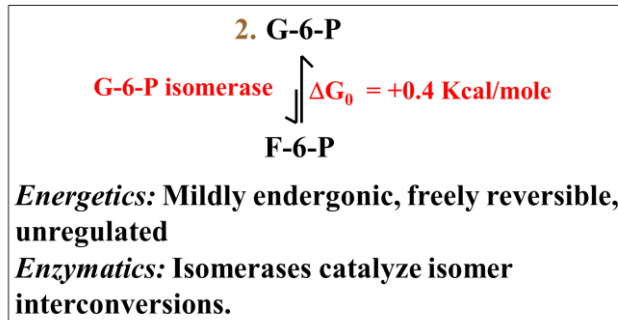 2. G-6-P
G-6-P isomerase ΔG₀ = +0.4 Kcal/mole
F-6-P
Energetics: Mildly endergonic, freely reversible,
unregulated
Enzymatics: Isomerases catalyze isomer
interconversions.